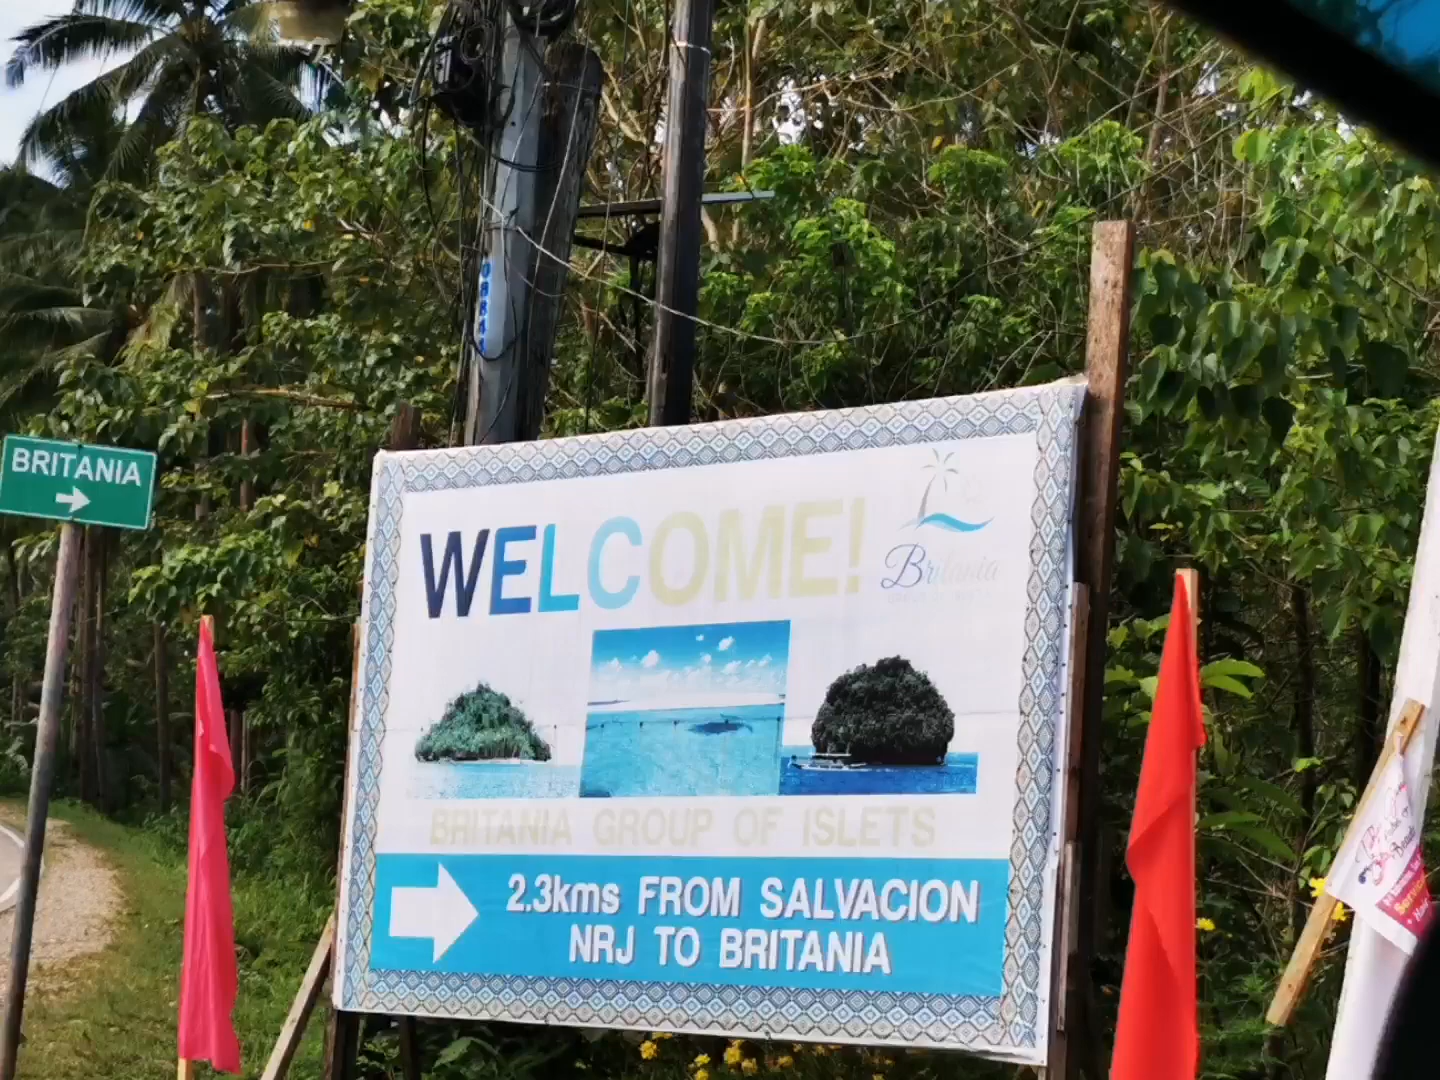 BRITANIA
WELCOME!
Britania
BRITANIA GROUP OF ISLETS
2.3kms FROM SALVACION
NRJ TO BRITANIA